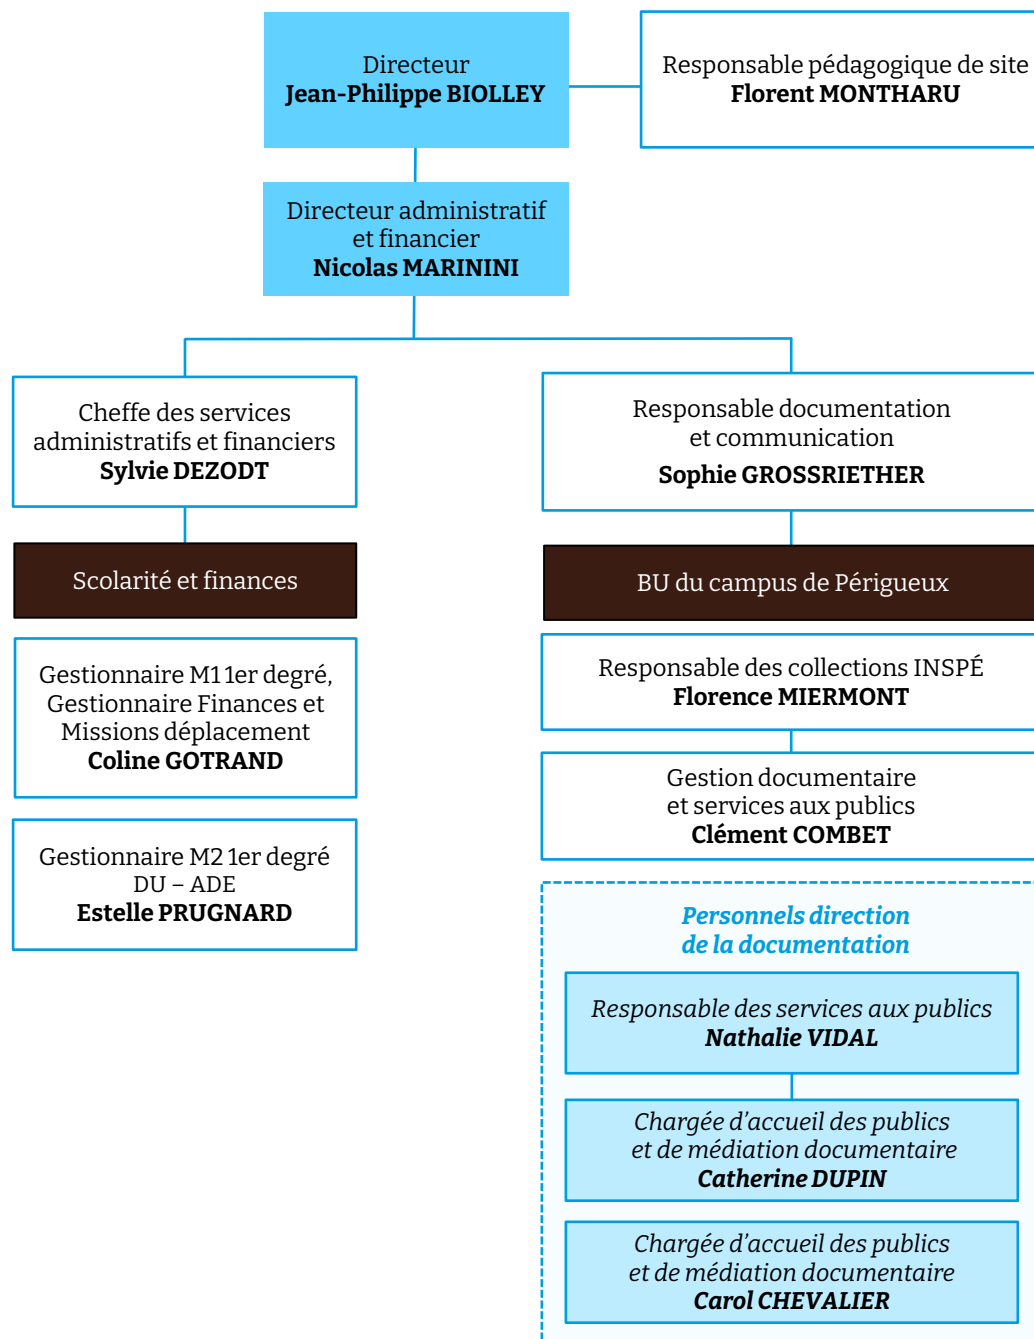 Directeur
Jean-Philippe BIOLLEY
Responsable pédagogique de site
Florent MONTHARU
Directeur administratif
et financier
Nicolas MARININI
Cheffe des services
administratifs et financiers
Sylvie DEZODT
Responsable documentation
et communication
Sophie GROSSRIETHER
Scolarité et finances
BU du campus de Périgueux
Gestionnaire M1 1er degré,
Gestionnaire Finances et
Missions déplacement
Coline GOTRAND
Gestionnaire M2 1er degré
DU – ADE
Estelle PRUGNARD
Responsable des collections INSPÉ
Florence MIERMONT
Gestion documentaire
et services aux publics
Clément COMBET
Personnels direction
de la documentation
Responsable des services aux publics
Nathalie VIDAL
Chargée d’accueil des publics
et de médiation documentaire
Catherine DUPIN
Chargée d’accueil des publics
et de médiation documentaire
Carol CHEVALIER